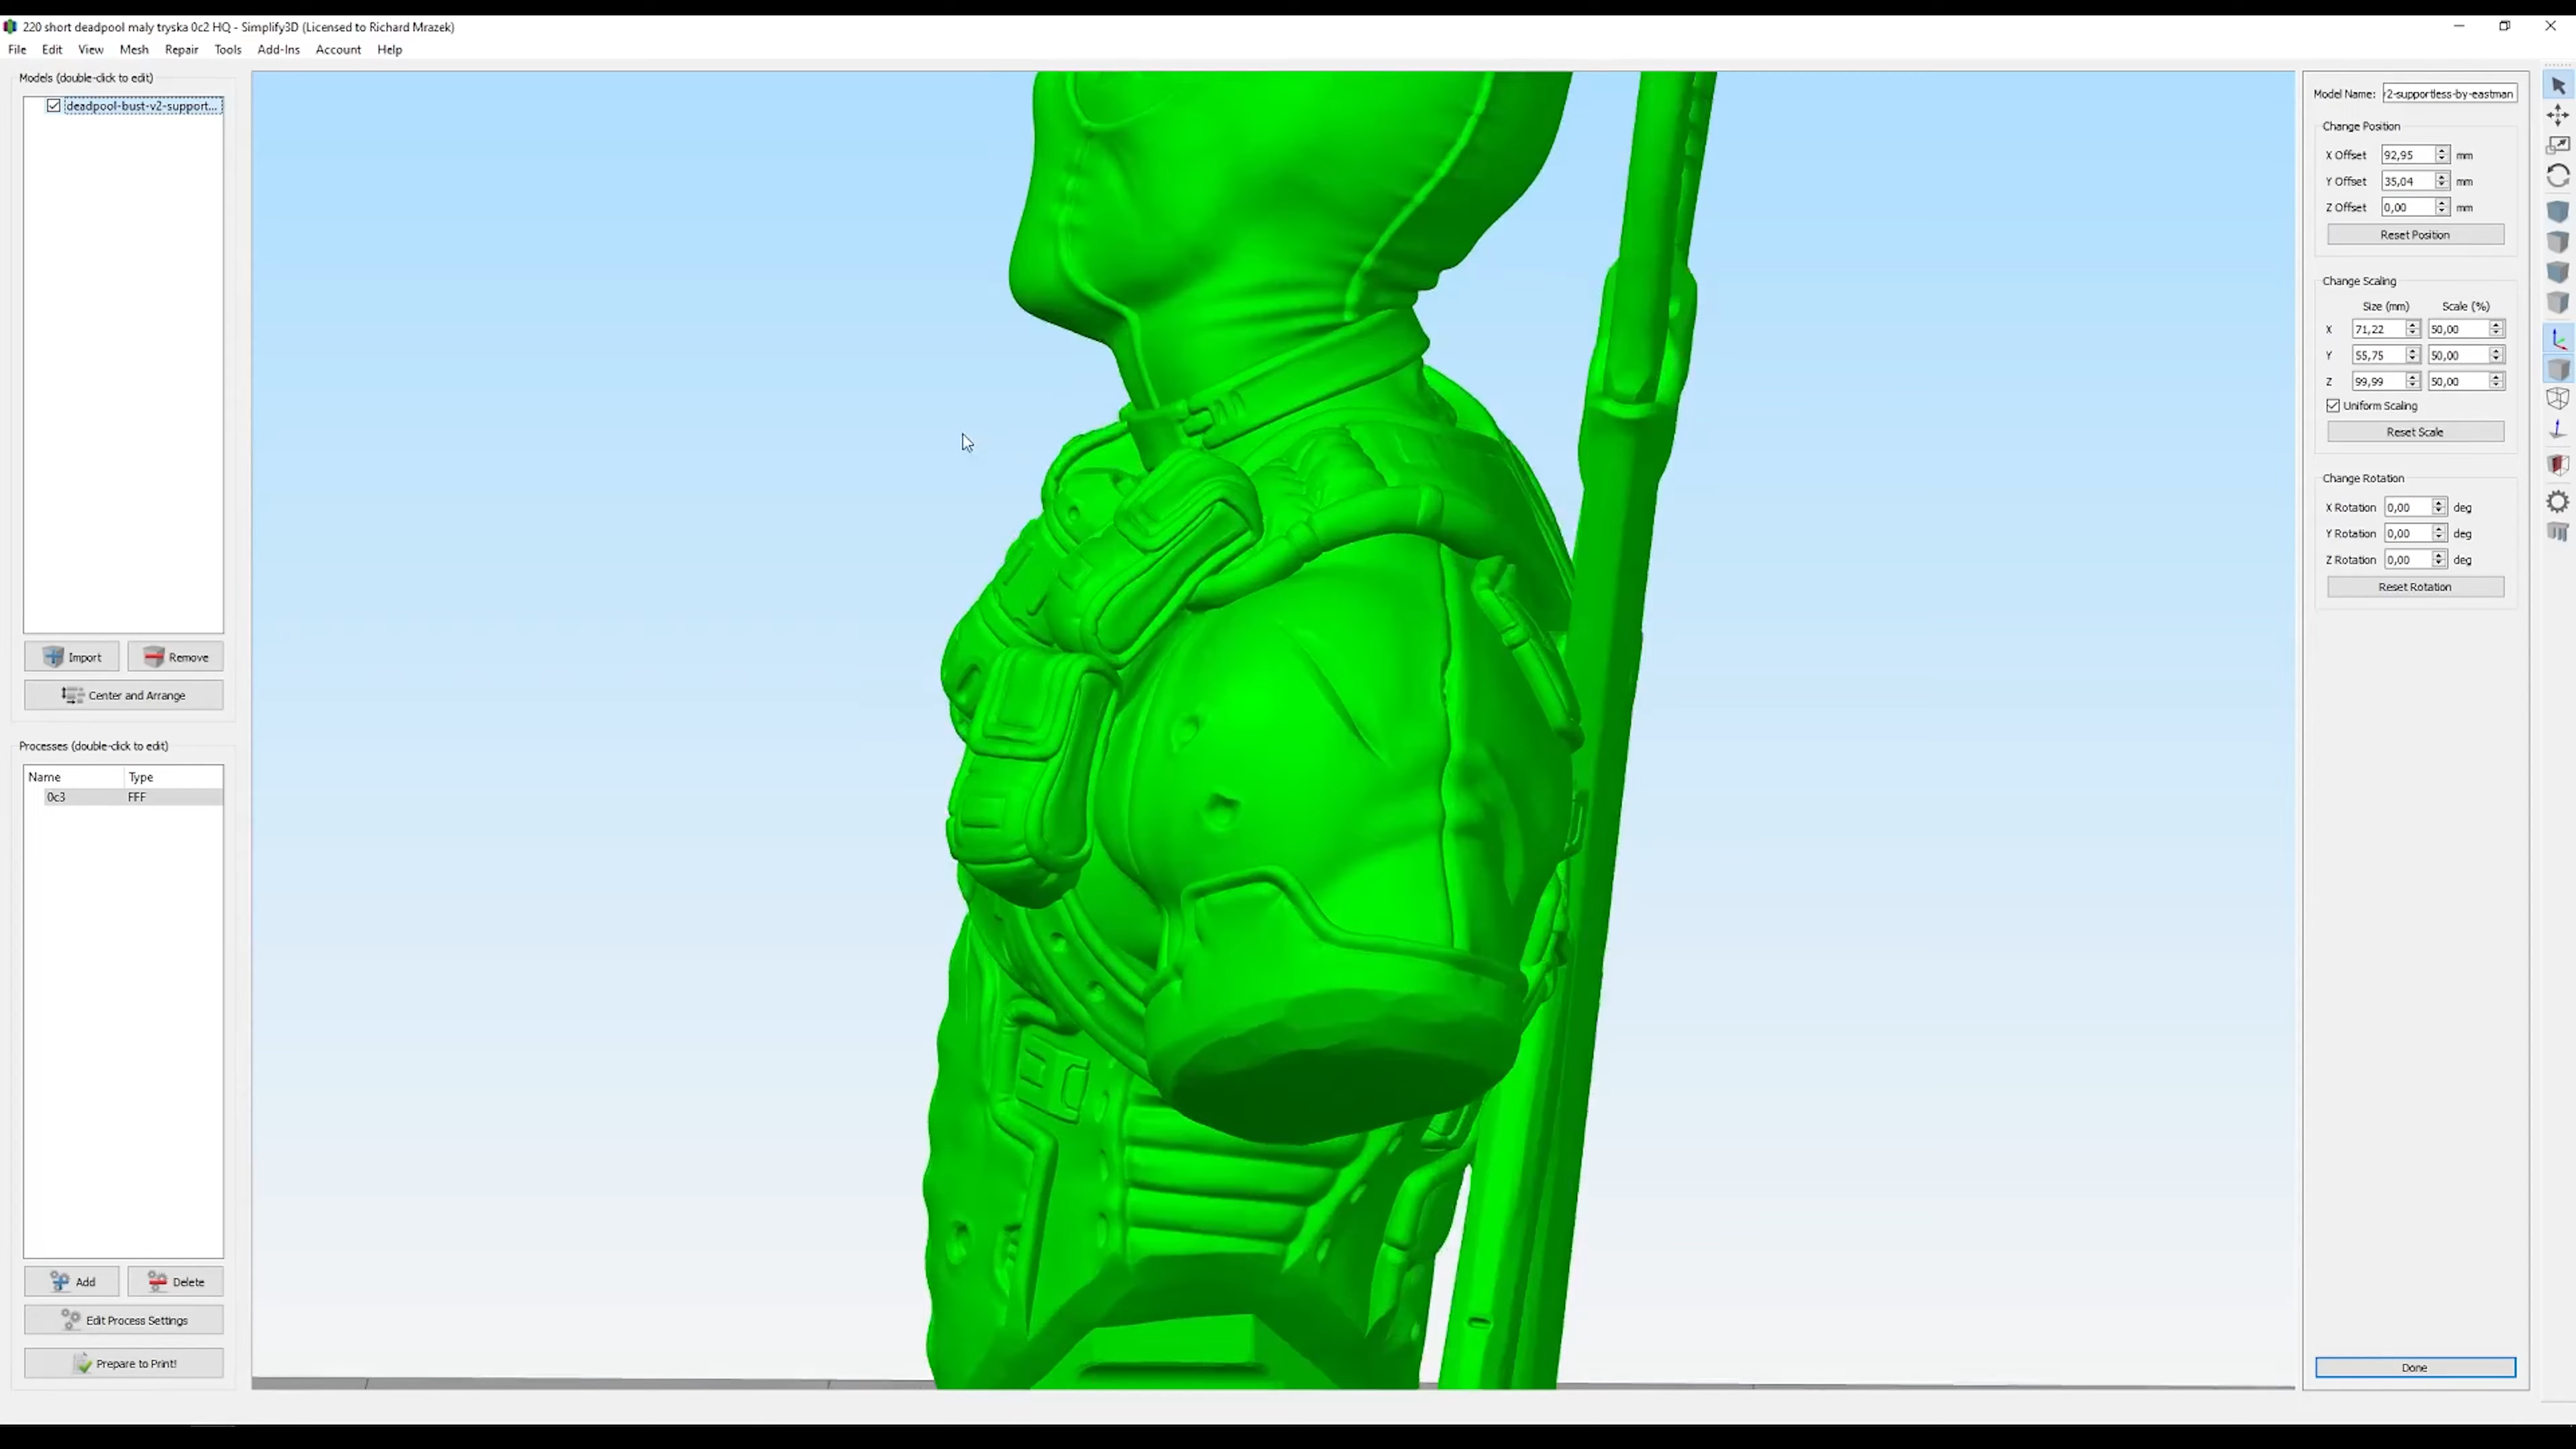 220 short deadpool maly tryska 0c2 HQ - Simplify3D (Licensed to Richard Mrazek)
File Edit View Mesh Repair Tools Add-Ins Account Help
Models (double-click to edit)
deadpool-bust-v2-support...
Import Remove
Center and Arrange
Processes (double-click to edit)
Name Type
0c3 FFF
Add Delete
Edit Process Settings
Prepare to Print!
Model Name: r2-supportless-by-eastman
Change Position
X Offset 92,95 mm
Y Offset 35,04 mm
Z Offset 0,00 mm
Reset Position
Change Scaling
Size (mm) Scale (%)
X 71,22 50,00
Y 55,75 50,00
Z 99,99 50,00
Uniform Scaling
Reset Scale
Change Rotation
X Rotation 0,00 deg
Y Rotation 0,00 deg
Z Rotation 0,00 deg
Reset Rotation
Done